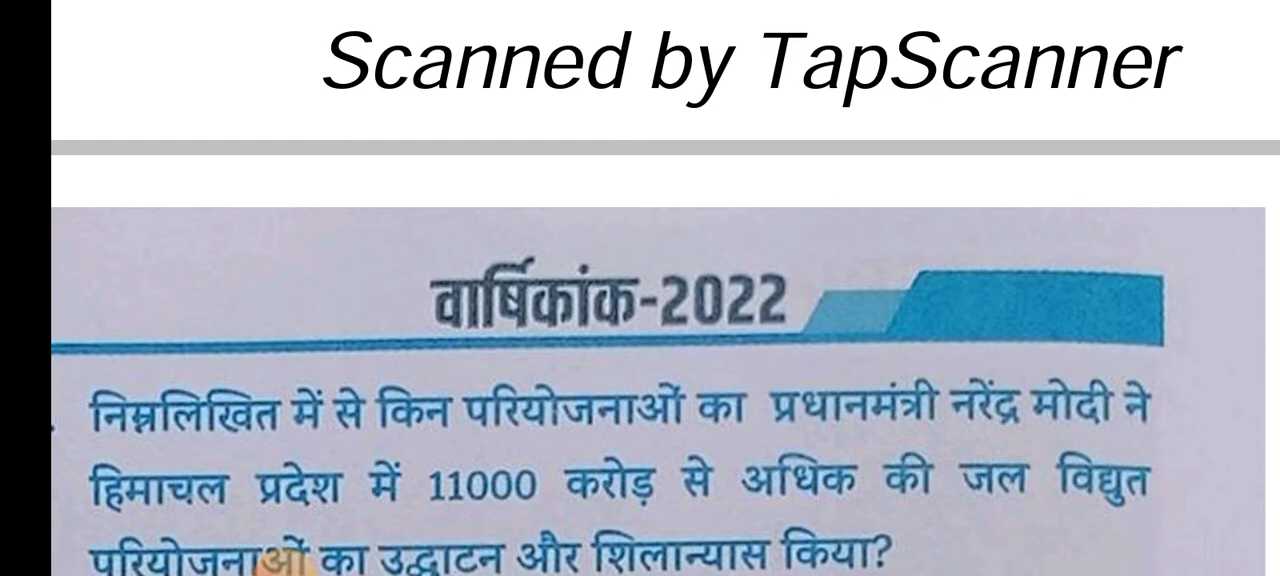 Scanned by TapScanner
वार्षिकांक-2022
निम्नलिखित में से किन परियोजनाओं का प्रधानमंत्री नरेंद्र मोदी ने
हिमाचल प्रदेश में 11000 करोड़ से अधिक की जल विद्युत
परियोजनाओं का उद्घाटन और शिलान्यास किया?